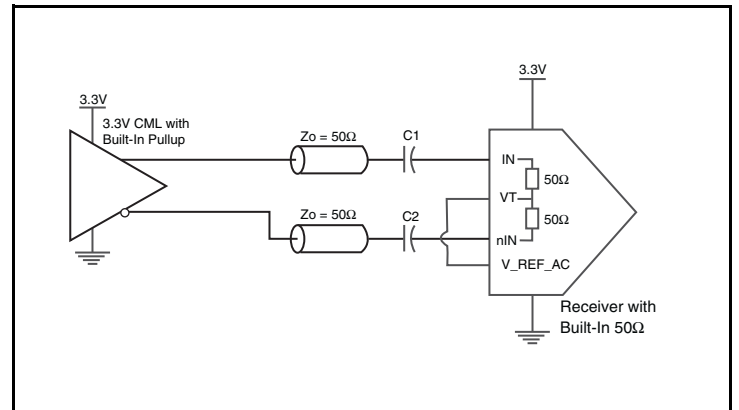 3.3V
3.3V CML with
Built-In Pullup
Zo = 50Ω
C1
Zo = 50Ω
C2
3.3V
IN
50Ω
VT
50Ω
nIN
V_REF_AC
Receiver with
Built-In 50Ω